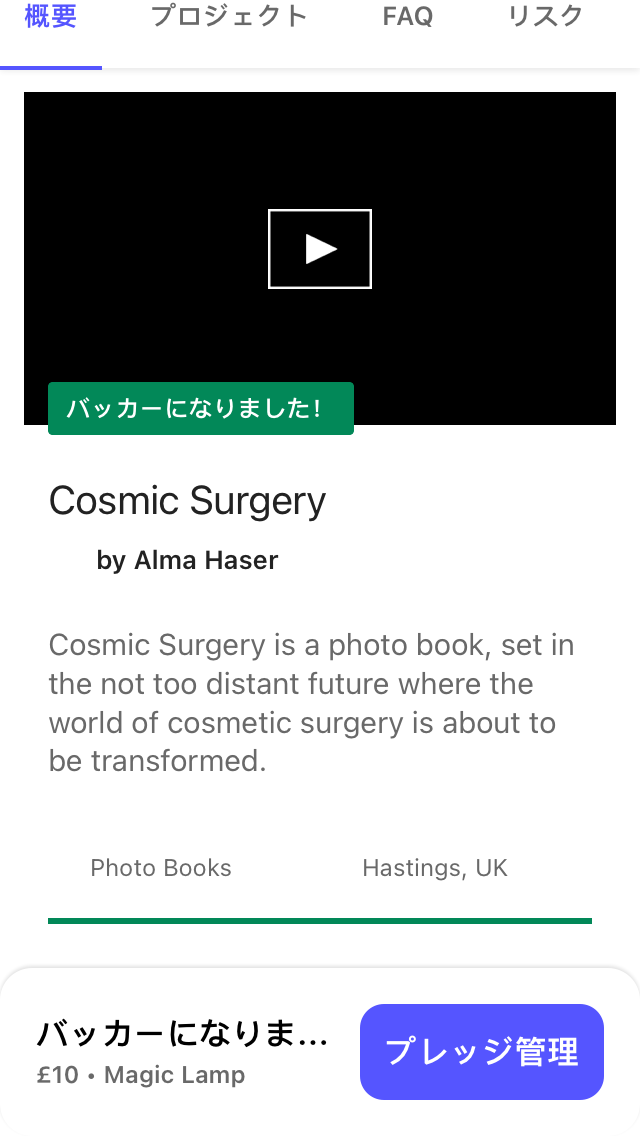 概要 プロジェクト FAQ リスク
バッカーになりました!
Cosmic Surgery
by Alma Haser
Cosmic Surgery is a photo book, set in
the not too distant future where the
world of cosmetic surgery is about to
be transformed.
Photo Books Hastings, UK
バッカーになりま...
£10 • Magic Lamp
プレッジ管理